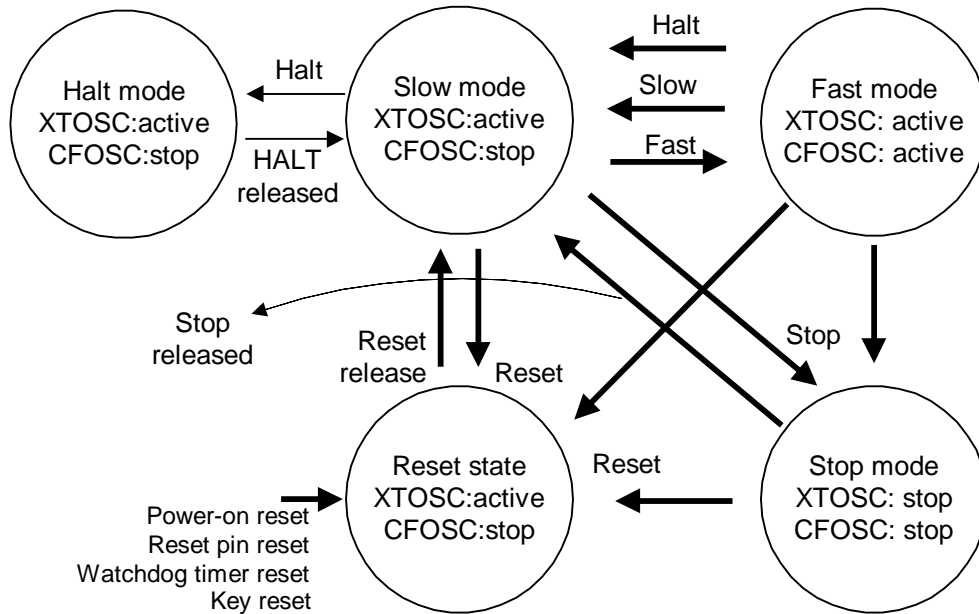 Halt mode
XTOSC:active
CFOSC:stop
Halt
HALT
released
Slow mode
XTOSC:active
CFOSC:stop
Halt
Slow
Fast
Fast mode
XTOSC: active
CFOSC: active
Stop
released
Reset
release
Reset
Stop
Reset state
XTOSC:active
CFOSC:stop
Reset
Stop mode
XTOSC: stop
CFOSC: stop
Power-on reset
Reset pin reset
Watchdog timer reset
Key reset